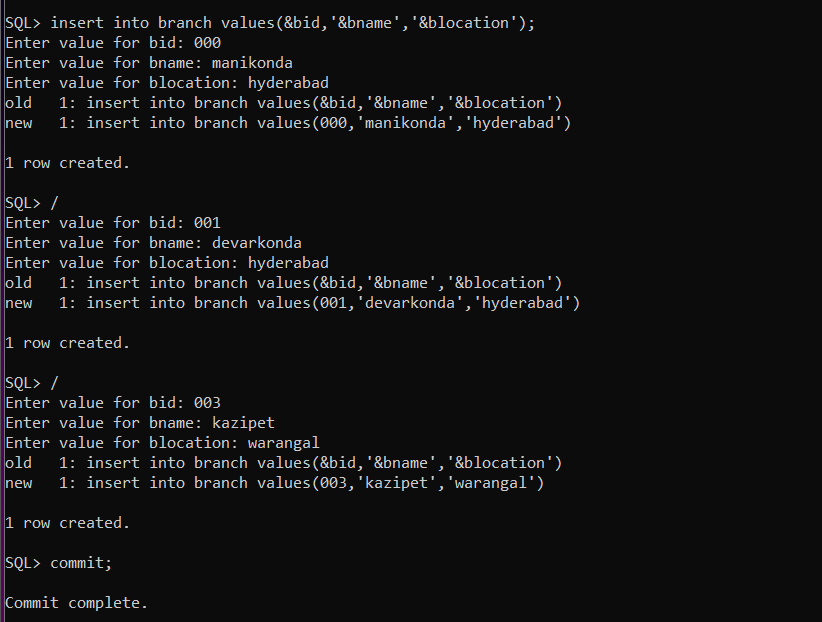 SQL> insert into branch values(&bid,'&bname','&blocation');
Enter value for bid: 000
Enter value for bname: manikonda
Enter value for blocation: hyderabad
old   1: insert into branch values(&bid,'&bname','&blocation')
new   1: insert into branch values(000,'manikonda','hyderabad')
1 row created.
SQL> /
Enter value for bid: 001
Enter value for bname: devarkonda
Enter value for blocation: hyderabad
old   1: insert into branch values(&bid,'&bname','&blocation')
new   1: insert into branch values(001,'devarkonda','hyderabad')
1 row created.
SQL> /
Enter value for bid: 003
Enter value for bname: kazipet
Enter value for blocation: warangal
old   1: insert into branch values(&bid,'&bname','&blocation')
new   1: insert into branch values(003,'kazipet','warangal')
1 row created.
SQL> commit;
Commit complete.